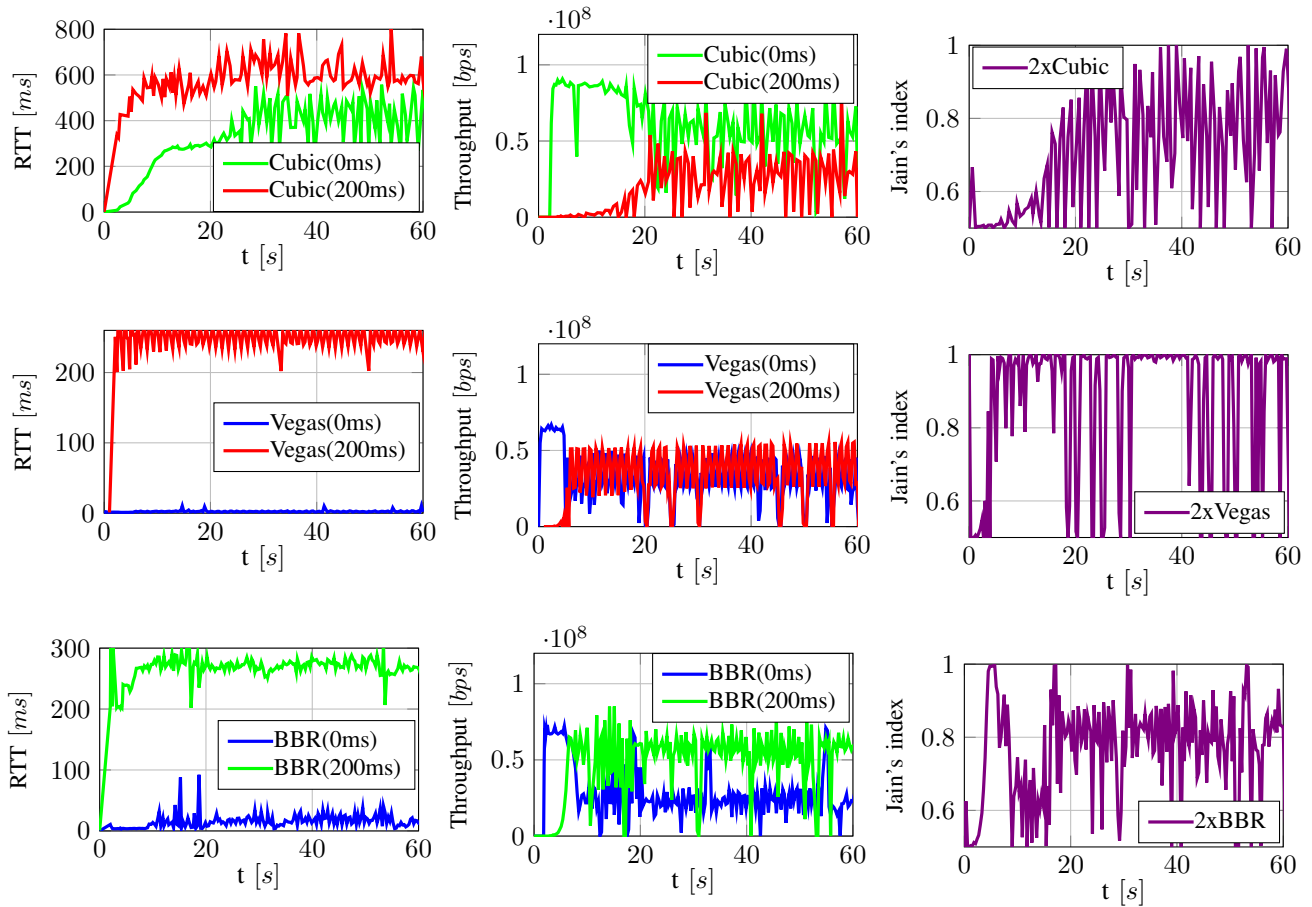 800
600
400
200
0
RTT [ms]
Cubic(0ms)
Cubic(200ms)
0 20 40 60
t [s]
·10^8
1
0.5
0
Throughput [bps]
Cubic(0ms)
Cubic(200ms)
0 20 40 60
t [s]
1
0.8
0.6
Jain's index
2xCubic
0 20 40 60
t [s]
200
100
0
RTT [ms]
Vegas(0ms)
Vegas(200ms)
0 20 40 60
t [s]
·10^8
1
0.5
0
Throughput [bps]
Vegas(0ms)
Vegas(200ms)
0 20 40 60
t [s]
1
0.8
0.6
Jain's index
2xVegas
0 20 40 60
t [s]
300
200
100
0
RTT [ms]
BBR(0ms)
BBR(200ms)
0 20 40 60
t [s]
·10^8
1
0.5
0
Throughput [bps]
BBR(0ms)
BBR(200ms)
0 20 40 60
t [s]
1
0.8
0.6
Jain's index
2xBBR
0 20 40 60
t [s]